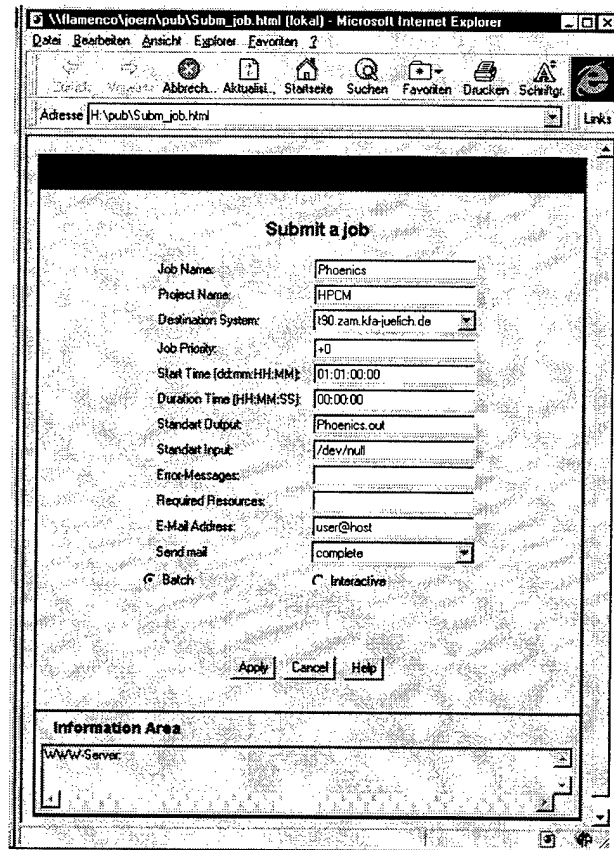 \\flamenco\joern\pub\Subm_job.html (lokal) - Microsoft Internet Explorer
Datei Bearbeiten Ansicht Explorer Favoriten ?
Zurück Vorwärts Abbrech... Aktualisi... Startseite Suchen Favoriten Drucken Schriftgr.
Adresse H:\pub\Subm_job.html Links
Submit a job
Job Name: Phoenics
Project Name: HPCM
Destination System: t90.zam.kfa-juelich.de
Job Priority: +0
Start Time (dd:mm:HH:MM): 01:01:00:00
Duration Time (HH:MM:SS): 00:00:00
Standart Output: Phoenics.out
Standart Input: /dev/null
Error-Messages:
Required Resources:
E-Mail Address: user@host
Send mail complete
Batch Interactive
Apply Cancel Help
Information Area
WWW-Server: